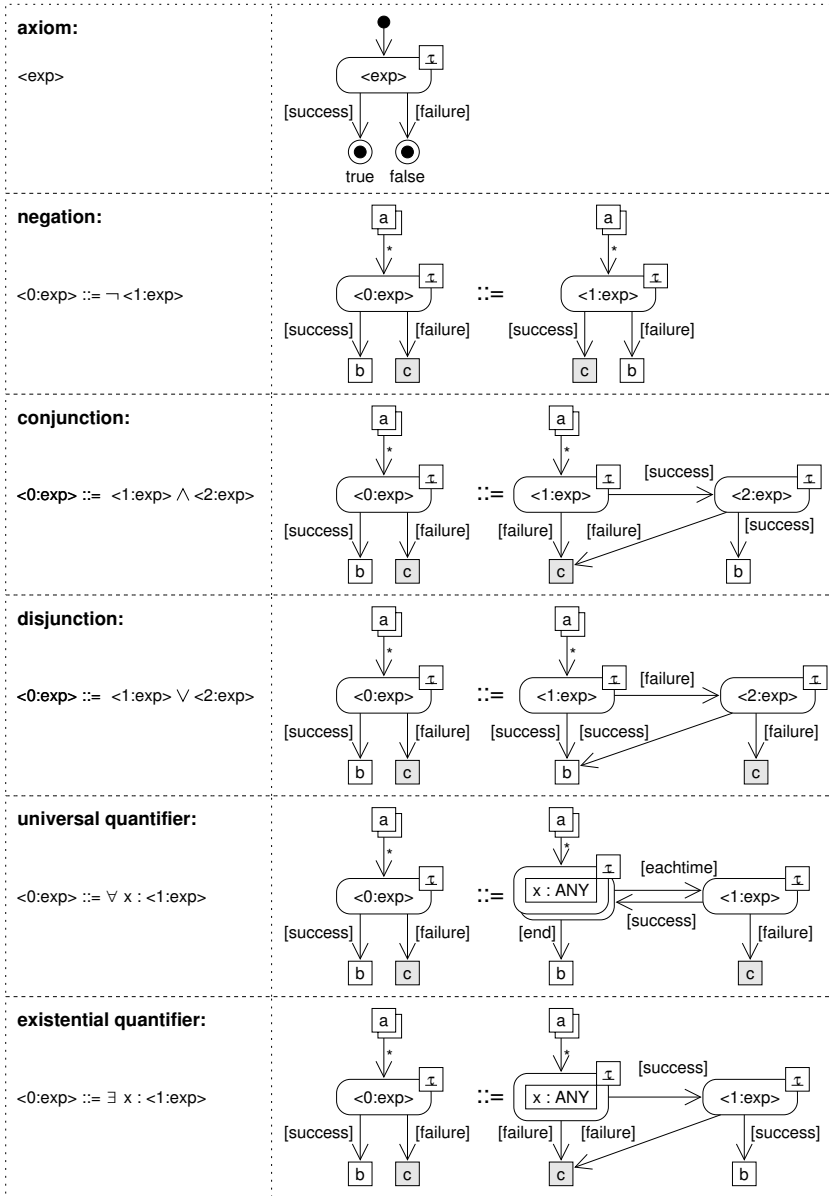 axiom:
<exp>
τ
<exp>
[success] [failure]
true false
negation:
<0:exp> ::= ¬ <1:exp>
a a
* *
τ τ
<0:exp> ::= <1:exp>
[success] [failure] [success] [failure]
b c c b
conjunction:
<0:exp> ::= <1:exp> ∧ <2:exp>
a a
* *
τ τ [success] τ
<0:exp> ::= <1:exp> <2:exp>
[success] [failure] [failure] [failure] [success]
b c c b
disjunction:
<0:exp> ::= <1:exp> ∨ <2:exp>
a a
* *
τ τ [failure] τ
<0:exp> ::= <1:exp> <2:exp>
[success] [failure] [success] [success] [failure]
b c b c
universal quantifier:
<0:exp> ::= ∀ x : <1:exp>
a a
* *
τ τ [eachtime] τ
<0:exp> ::= x : ANY <1:exp>
[success]
[success] [failure] [end] [failure]
b c b c
existential quantifier:
<0:exp> ::= ∃ x : <1:exp>
a a
* *
τ τ [success] τ
<0:exp> ::= x : ANY <1:exp>
[success] [failure] [failure] [failure] [success]
b c c b